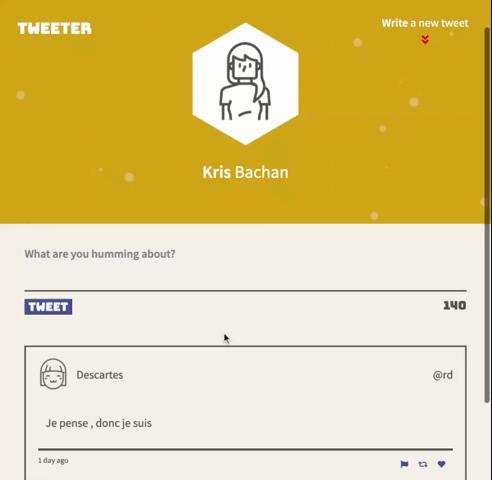 TWEETER
Write a new tweet
Kris Bachan
What are you humming about?
TWEET
140
Descartes
@rd
Je pense , donc je suis
1 day ago